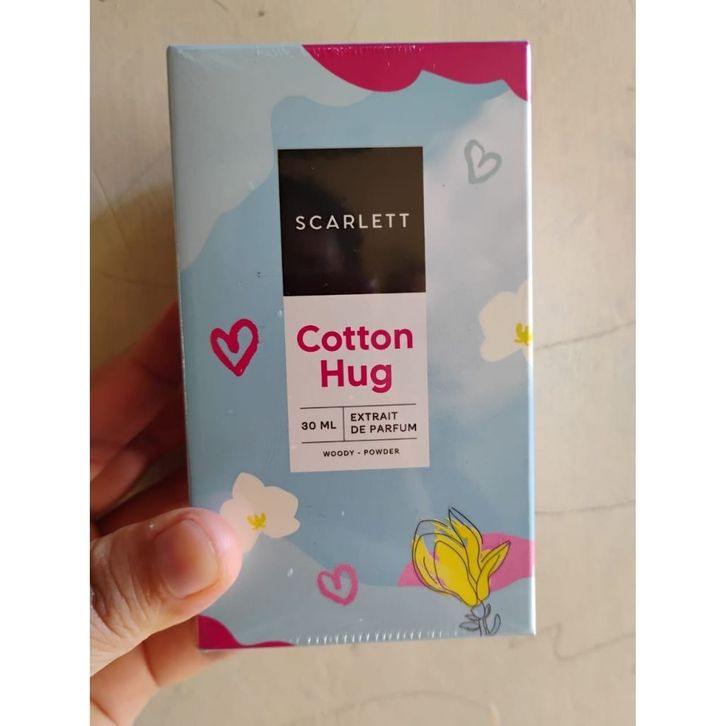 SCARLETT
Cotton
Hug
30 ML
EXTRAIT
DE PARFUM
WOODY - POWDER